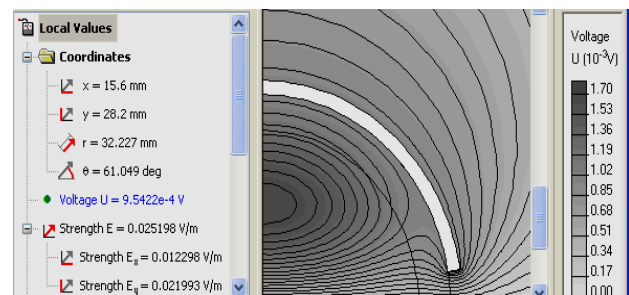 Local Values
Coordinates
x = 15.6 mm
y = 28.2 mm
r = 32.227 mm
θ = 61.049 deg
Voltage U = 9.5422e-4 V
Strength E = 0.025198 V/m
Strength Ex = 0.012298 V/m
Strength Ey = 0.021993 V/m
Voltage
U (10⁻³V)
1.70
1.53
1.36
1.19
1.02
0.85
0.68
0.51
0.34
0.17
0.00